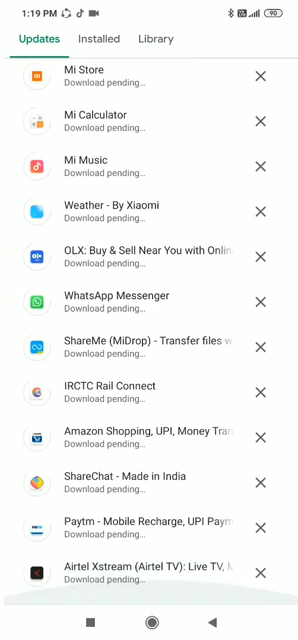 1:19 PM
90
Updates
Installed
Library
Mi Store
Download pending...
Mi Calculator
Download pending...
Mi Music
Download pending...
Weather - By Xiaomi
Download pending...
OLX: Buy & Sell Near You with Onlin
Download pending...
WhatsApp Messenger
Download pending...
ShareMe (MiDrop) - Transfer files w
Download pending...
IRCTC Rail Connect
Download pending...
Amazon Shopping, UPI, Money Tran
Download pending...
ShareChat - Made in India
Download pending...
Paytm - Mobile Recharge, UPI Paym
Download pending...
Airtel Xstream (Airtel TV): Live TV, M
Download pending...